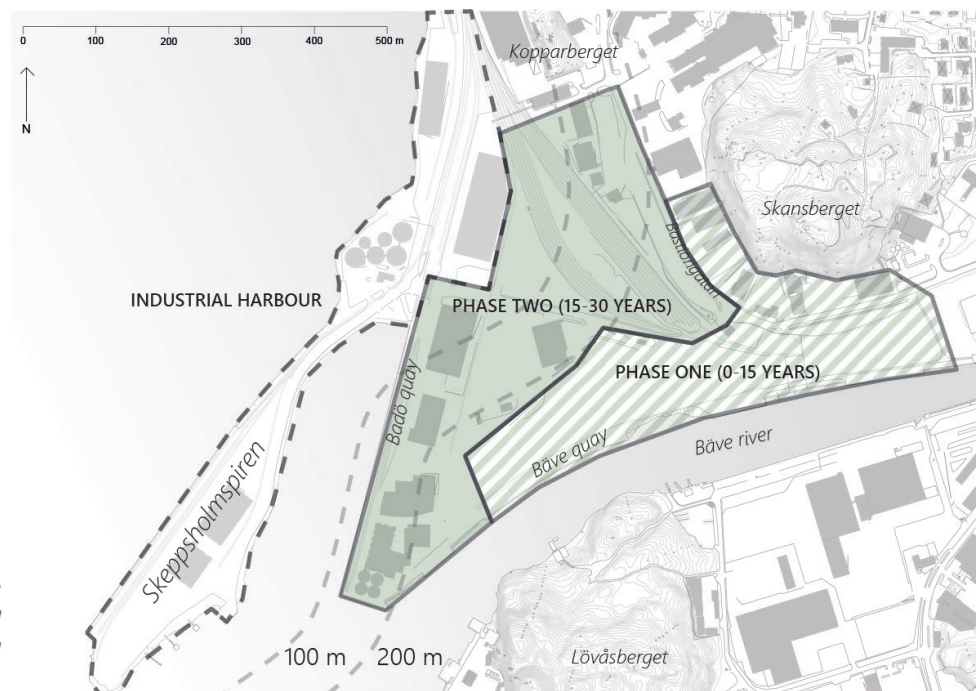 0 100 200 300 400 500 m
N
Kopparberget
Skansberget
Bastiongatan
INDUSTRIAL HARBOUR
PHASE TWO (15-30 YEARS)
PHASE ONE (0-15 YEARS)
Badö quay
Bäve quay
Bäve river
Skeppsholmspiren
100 m 200 m
Lövåsberget